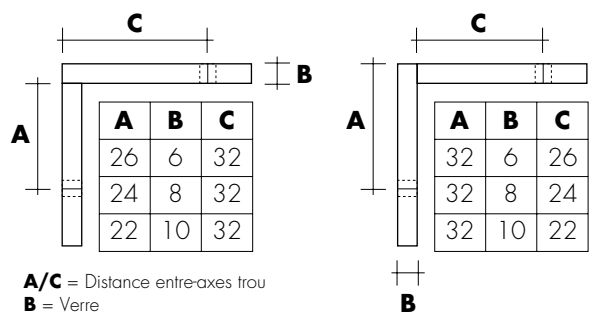 C
B
A
A B C
26 6 32
24 8 32
22 10 32
A/C = Distance entre-axes trou
B = Verre
C
A
A B C
32 6 26
32 8 24
32 10 22
B